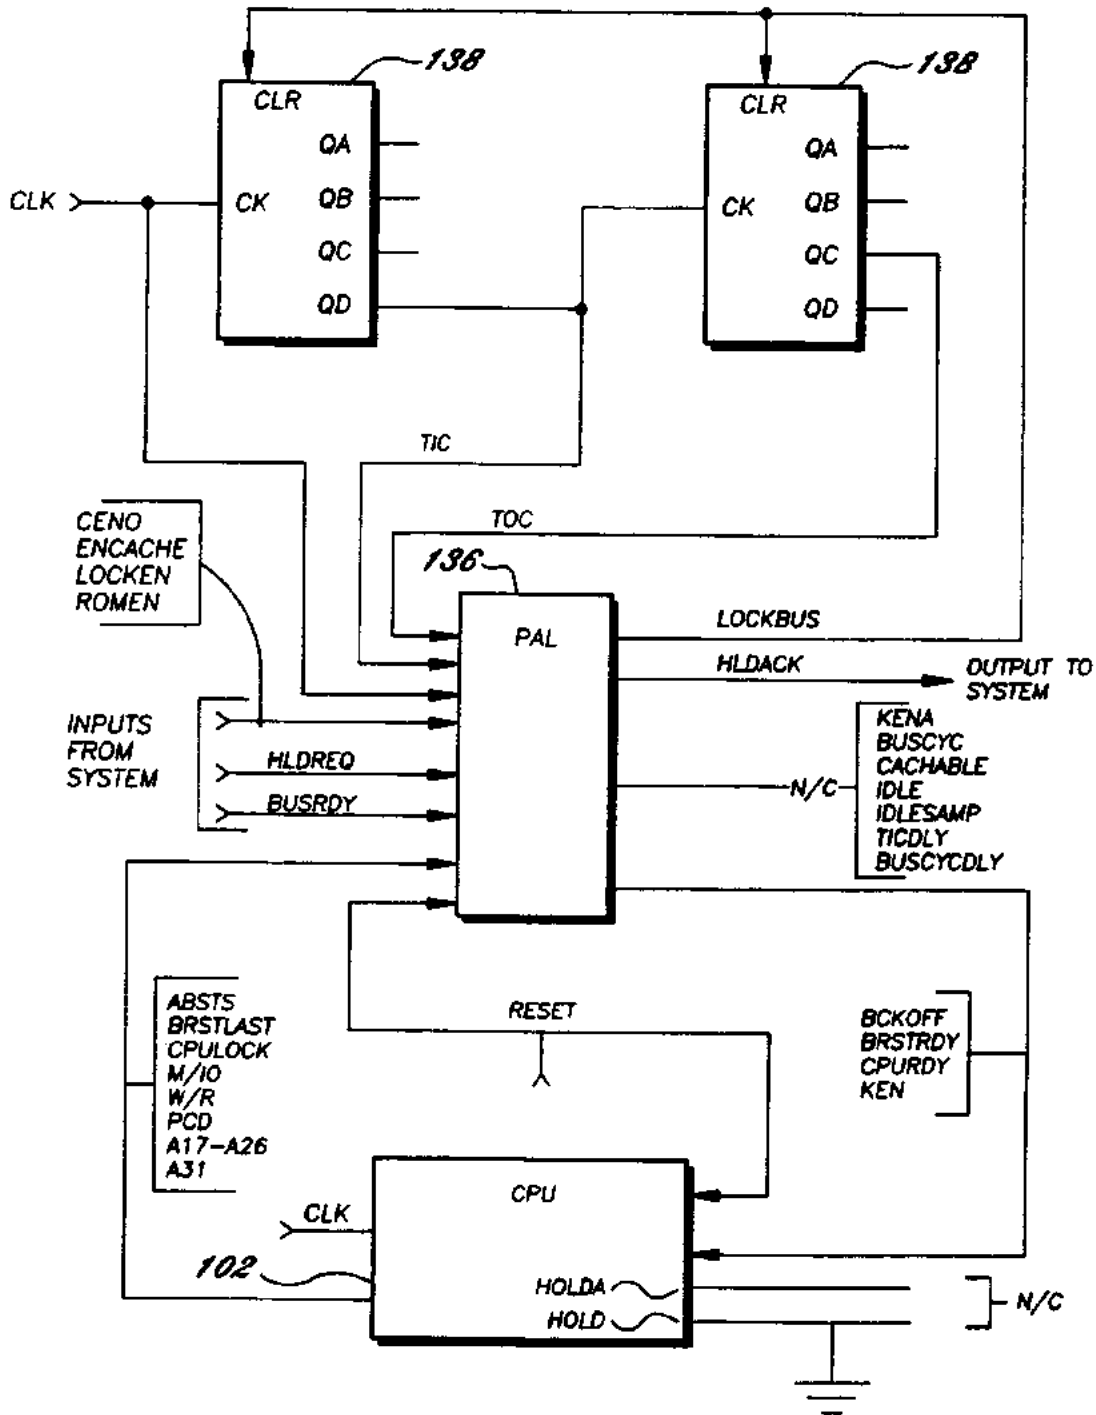 138
138
CLR
CLR
QA
QA
CLK
CK
QB
CK
QB
QC
QC
QD
QD
TIC
TOC
CENO
ENCACHE
LOCKEN
ROMEN
136
PAL
LOCKBUS
HLDACK
OUTPUT TO
SYSTEM
INPUTS
FROM
SYSTEM
HLDREQ
BUSRDY
N/C
KENA
BUSCYC
CACHABLE
IDLE
IDLESAMP
TICDLY
BUSCYCDLY
ABSTS
BRSTLAST
CPULOCK
M/IO
W/R
PCD
A17-A26
A31
RESET
BCKOFF
BRSTRDY
CPURDY
KEN
CPU
CLK
102
HOLDA
HOLD
N/C